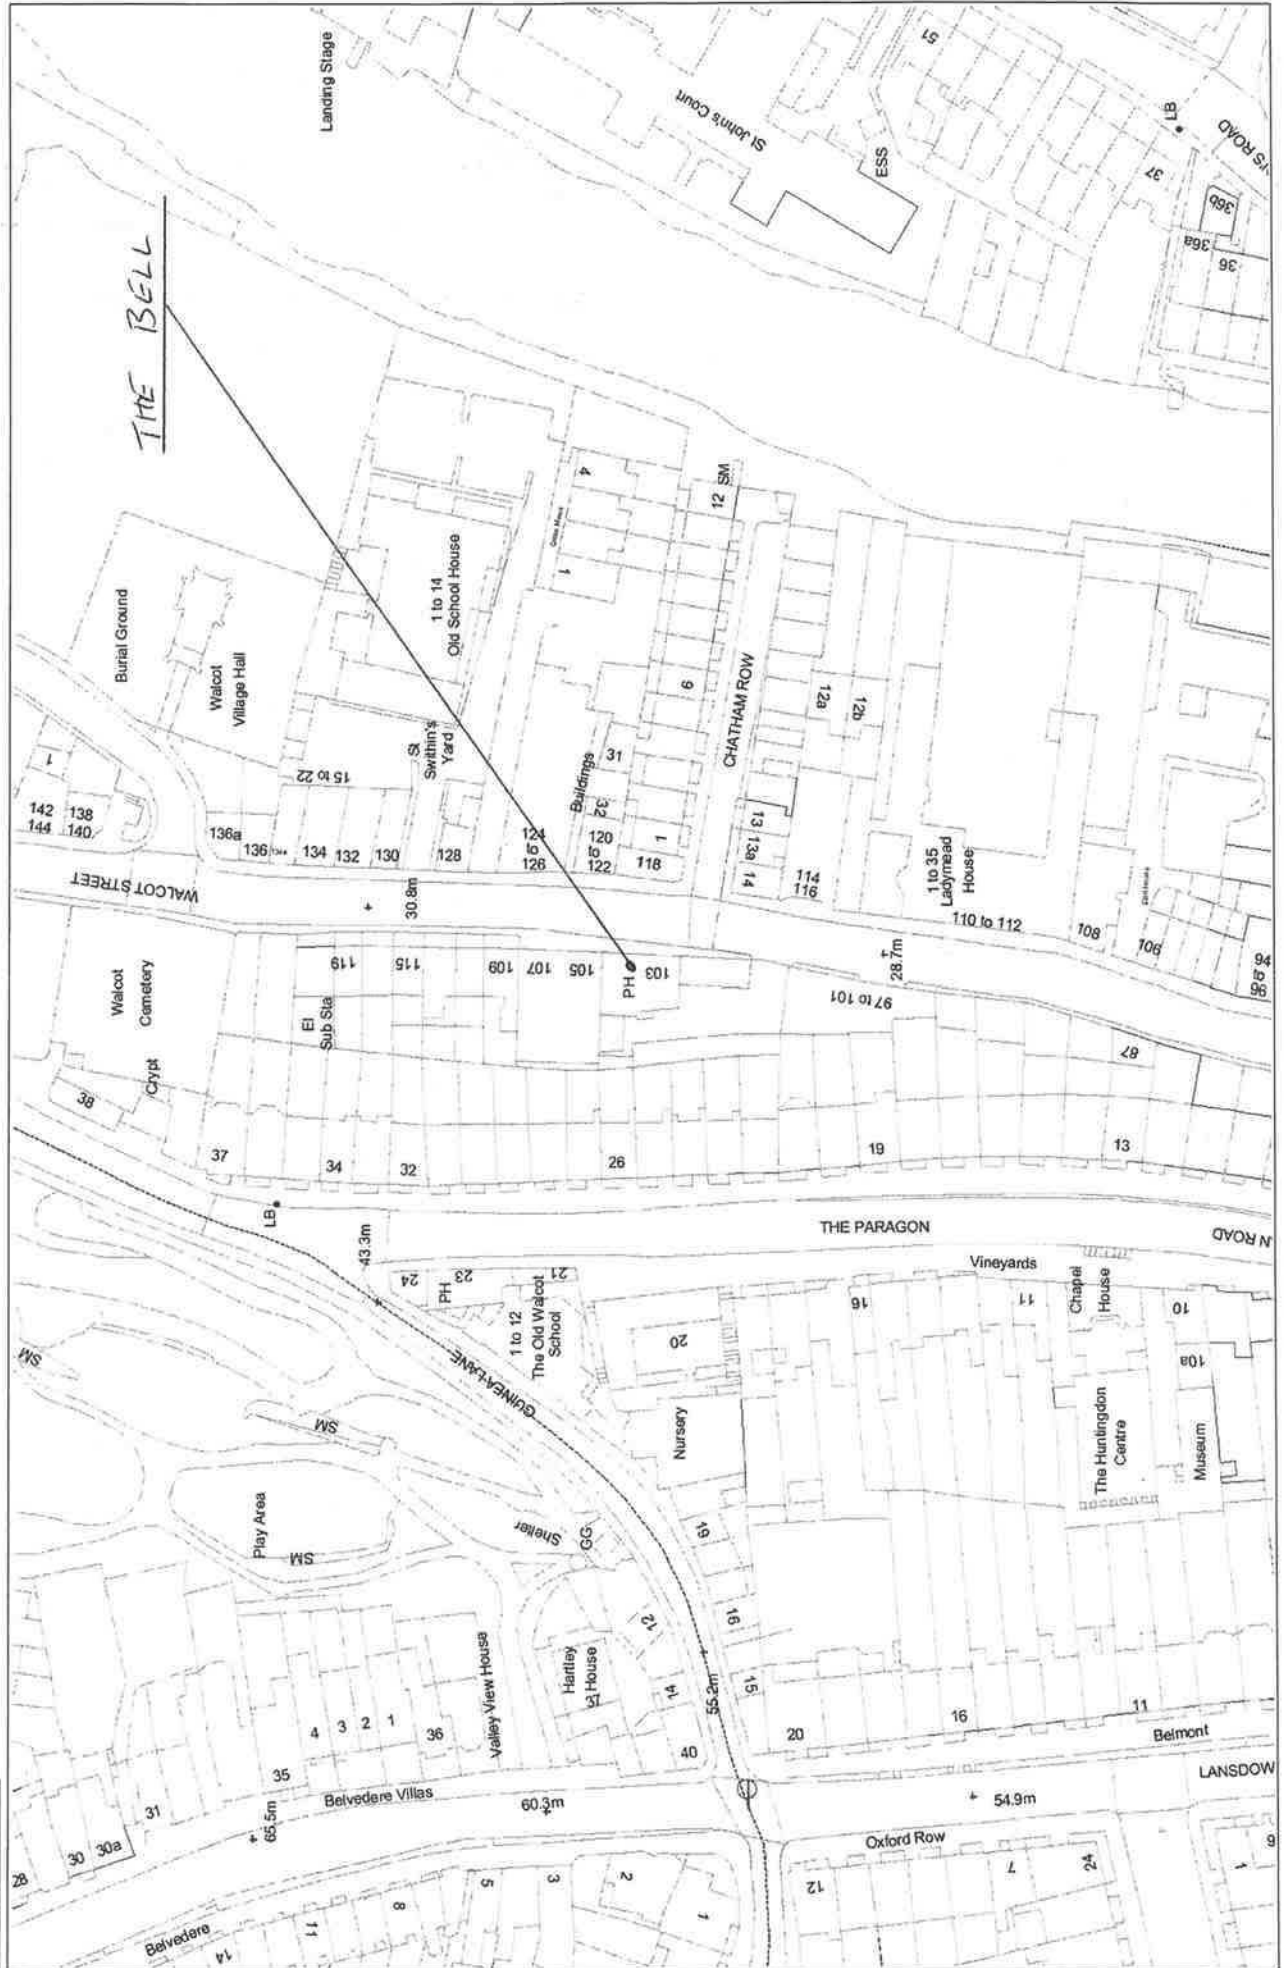 THE BELL
Landing Stage
St John's Court
51
ESS
LB
37
36b
36a
36
Burial Ground
Walcot
Village Hall
1 to 14
Old School House
4
1
12
SM
9
CHATHAM ROW
12a
12b
15 to 22
St
Swithin's
Yard
Buildings
31
32
1
142
144
138
140
136a
136
134
132
130
128
124
to
126
120
to
122
118
13
13a
14
114
116
1 to 35
Ladymead
House
110 to 112
108
106
94
to
96
WALCOT STREET
30.8m
28.7m
Walcot
Cemetery
Crypt
38
El
Sub Sta
119
115
109
107
105
PH
103
97 to 101
87
37
34
32
26
19
13
LB
43.3m
THE PARAGON
Vineyards
24
PH
23
21
1 to 12
The Old Walcot
School
GUINEA LANE
20
16
11
Chapel
House
10
10a
Nursery
The Huntingdon
Centre
Museum
SM
SM
Play Area
SM
Shelter
GG
19
16
15
12
14
55.2m
Hartley
House
37
Valley View House
40
4
3
2
1
36
35
31
30
30a
28
Belvedere Villas
65.5m
60.3m
20
16
11
Belmont
LANSDOW
54.9m
Oxford Row
Belvedere
14
11
8
5
3
2
1
12
7
24
1
9